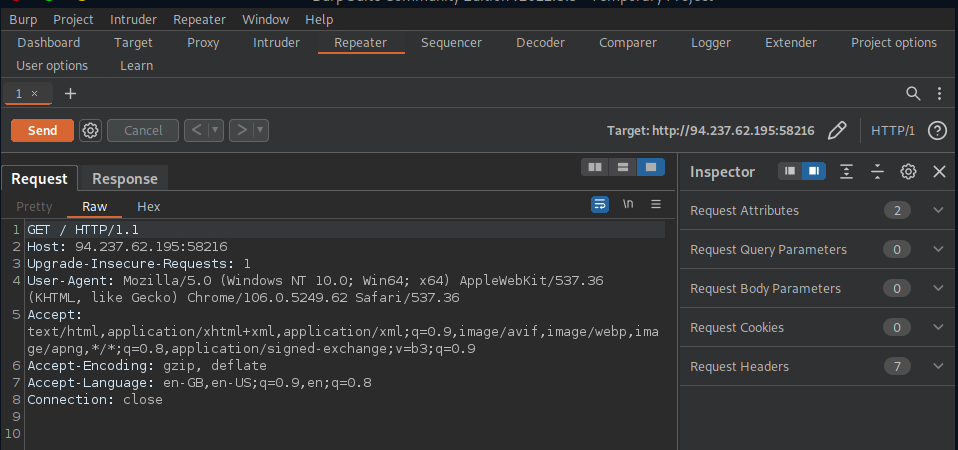 Burp Project Intruder Repeater Window Help
Dashboard Target Proxy Intruder Repeater Sequencer Decoder Comparer Logger Extender Project options
User options Learn
1 × +
Send Cancel < > Target: http://94.237.62.195:58216 HTTP/1 ?
Request Response
Pretty Raw Hex \n
1 GET / HTTP/1.1
2 Host: 94.237.62.195:58216
3 Upgrade-Insecure-Requests: 1
4 User-Agent: Mozilla/5.0 (Windows NT 10.0; Win64; x64) AppleWebKit/537.36
(KHTML, like Gecko) Chrome/106.0.5249.62 Safari/537.36
5 Accept:
text/html,application/xhtml+xml,application/xml;q=0.9,image/avif,image/webp,ima
ge/apng,*/*;q=0.8,application/signed-exchange;v=b3;q=0.9
6 Accept-Encoding: gzip, deflate
7 Accept-Language: en-GB,en-US;q=0.9,en;q=0.8
8 Connection: close
9
10
Inspector
Request Attributes 2
Request Query Parameters 0
Request Body Parameters 0
Request Cookies 0
Request Headers 7